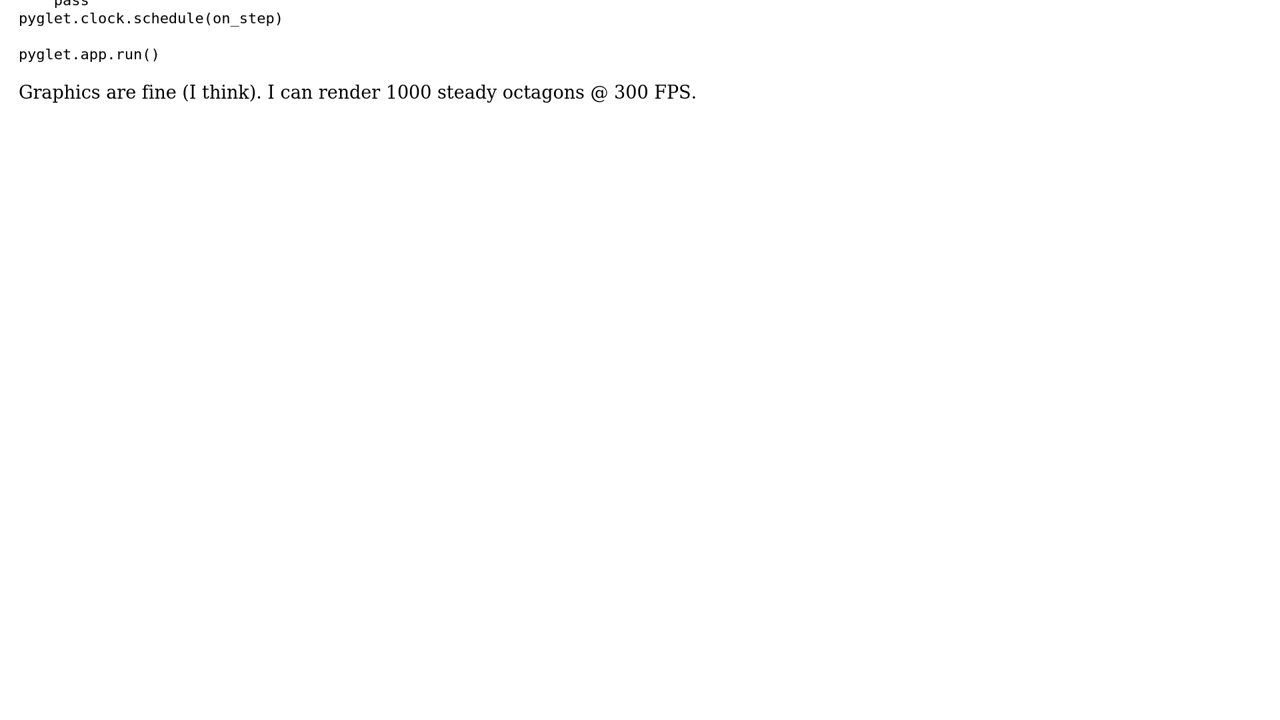 pass
pyglet.clock.schedule(on_step)
pyglet.app.run()
Graphics are fine (I think). I can render 1000 steady octagons @ 300 FPS.